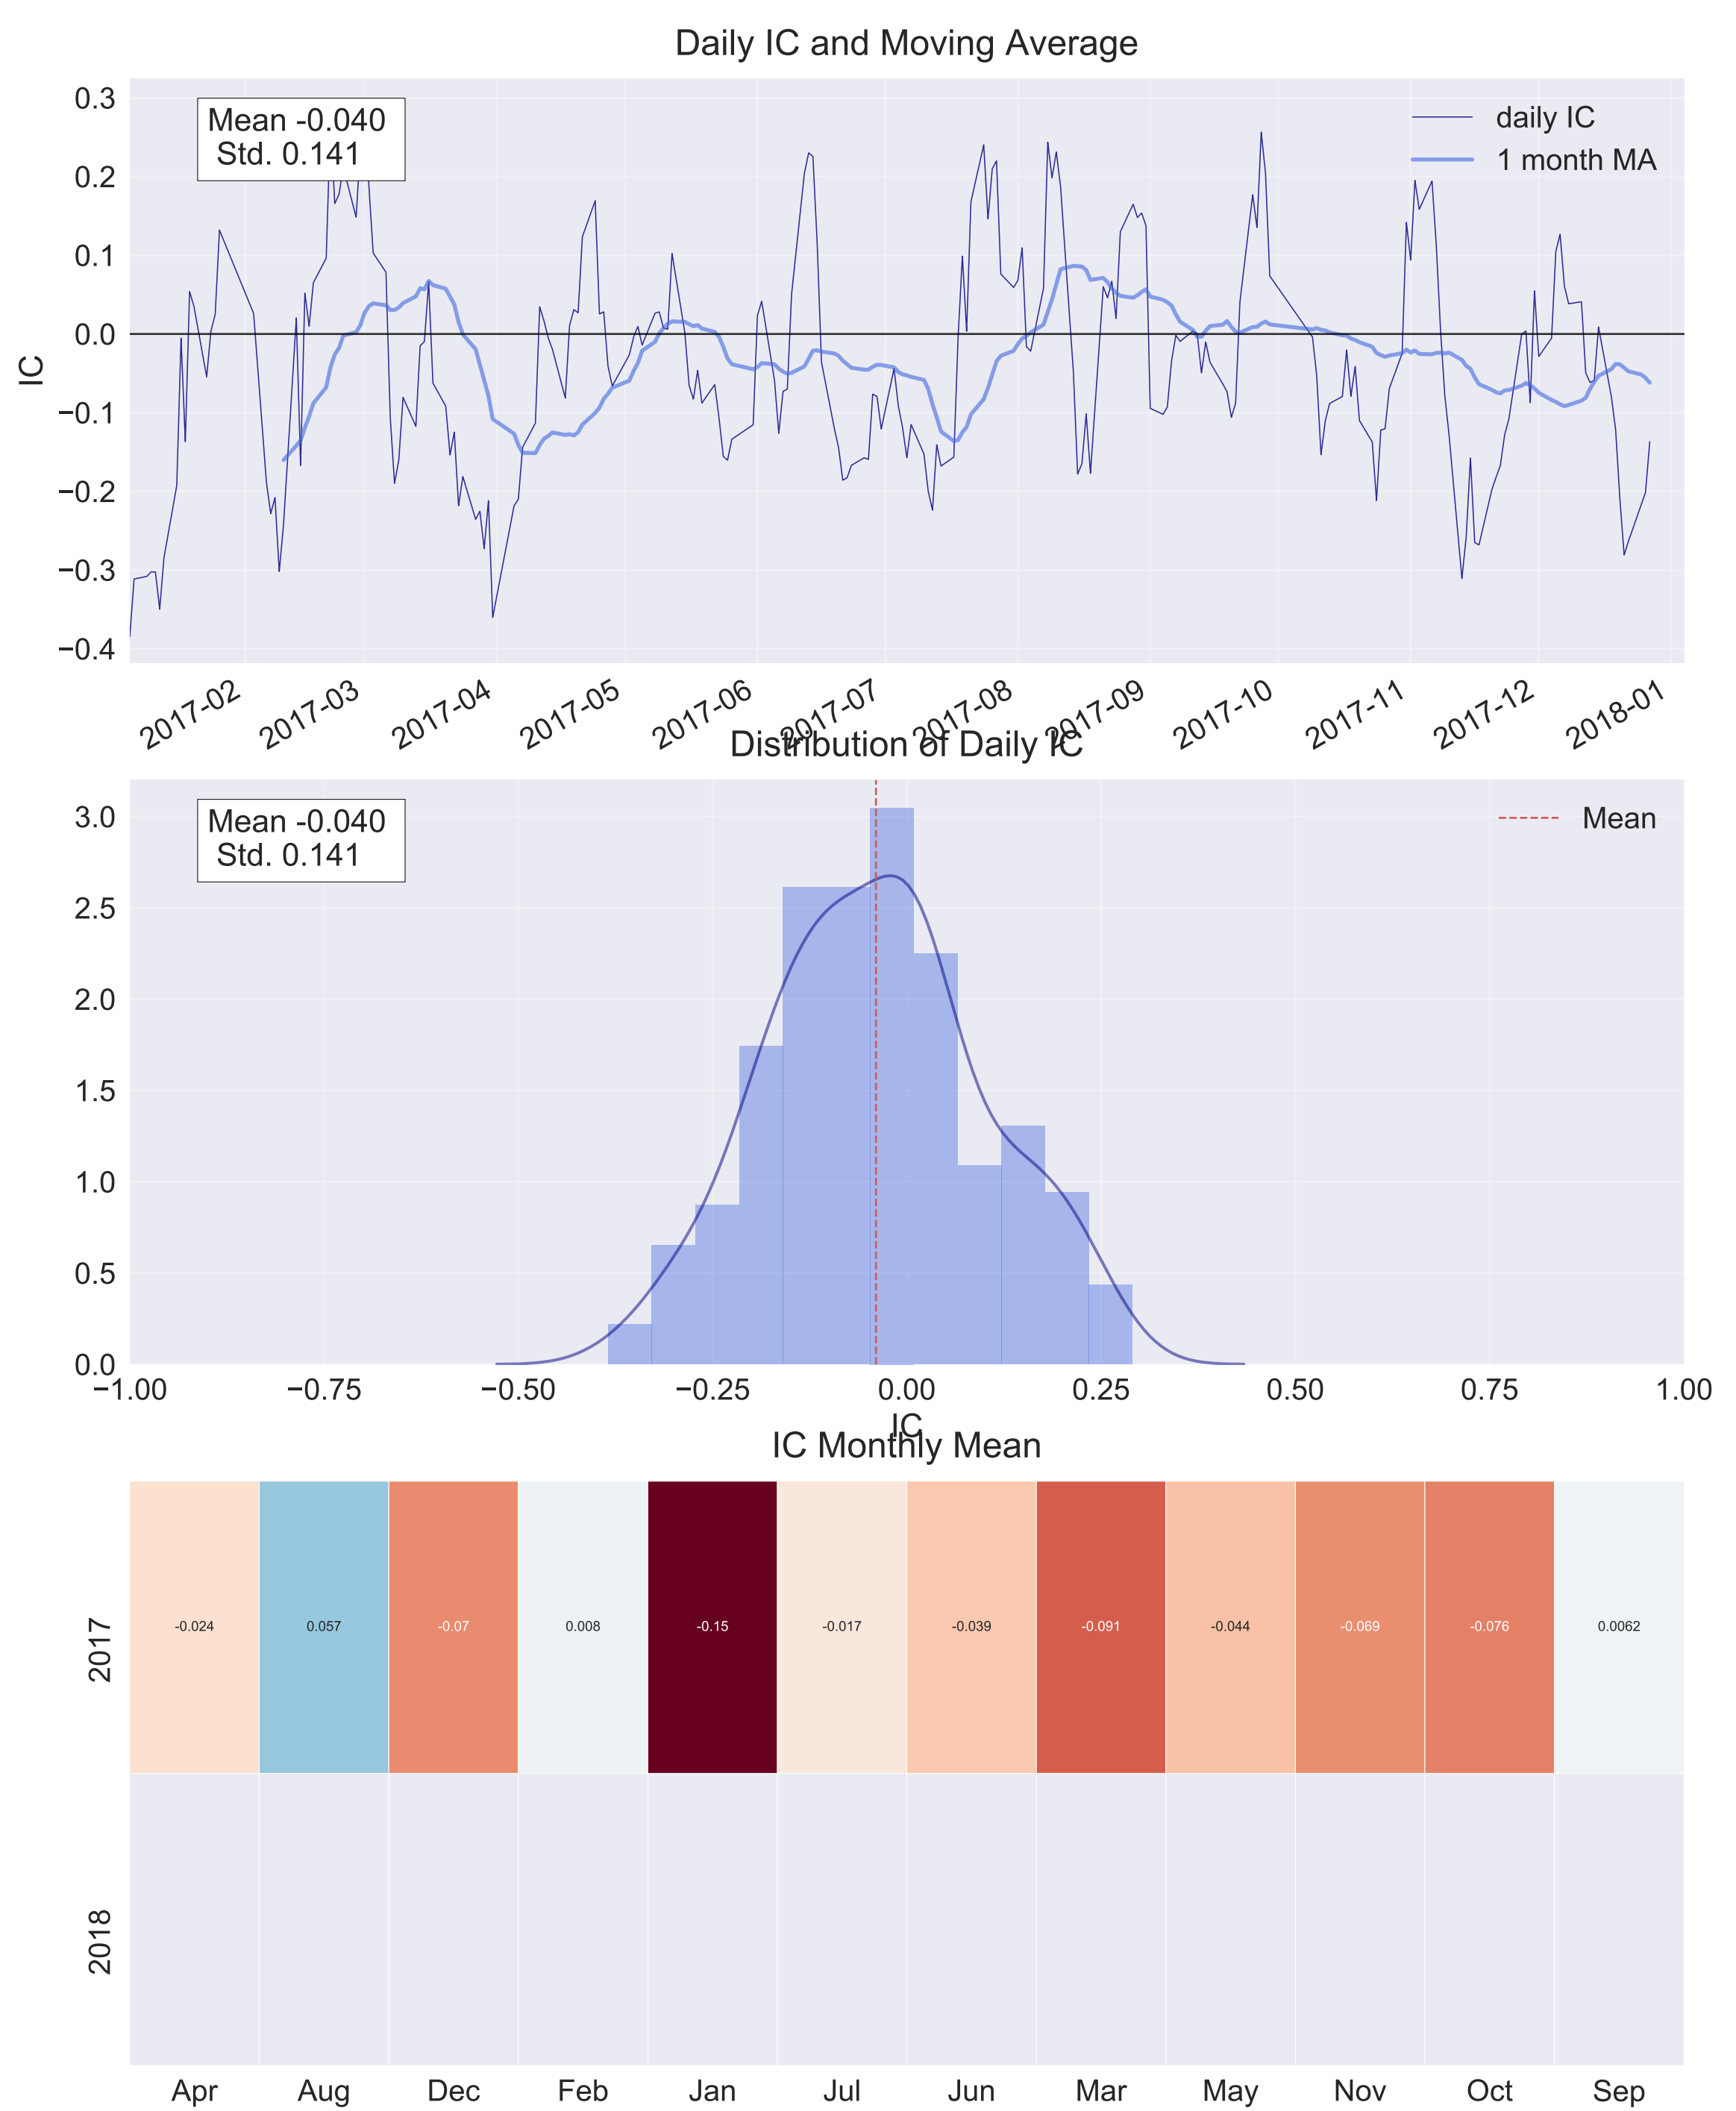 Daily IC and Moving Average
0.3
0.2
0.1
0.0
−0.1
−0.2
−0.3
−0.4
IC
Mean -0.040
Std. 0.141
daily IC
1 month MA
2017-02
2017-03
2017-04
2017-05
2017-06
2017-07
2017-08
2017-09
2017-10
2017-11
2017-12
2018-01
Distribution of Daily IC
3.0
2.5
2.0
1.5
1.0
0.5
0.0
Mean -0.040
Std. 0.141
Mean
−1.00
−0.75
−0.50
−0.25
0.00
0.25
0.50
0.75
1.00
IC
IC Monthly Mean
2017
-0.024
0.057
-0.07
0.008
-0.15
-0.017
-0.039
-0.091
-0.044
-0.069
-0.076
0.0062
2018
Apr
Aug
Dec
Feb
Jan
Jul
Jun
Mar
May
Nov
Oct
Sep